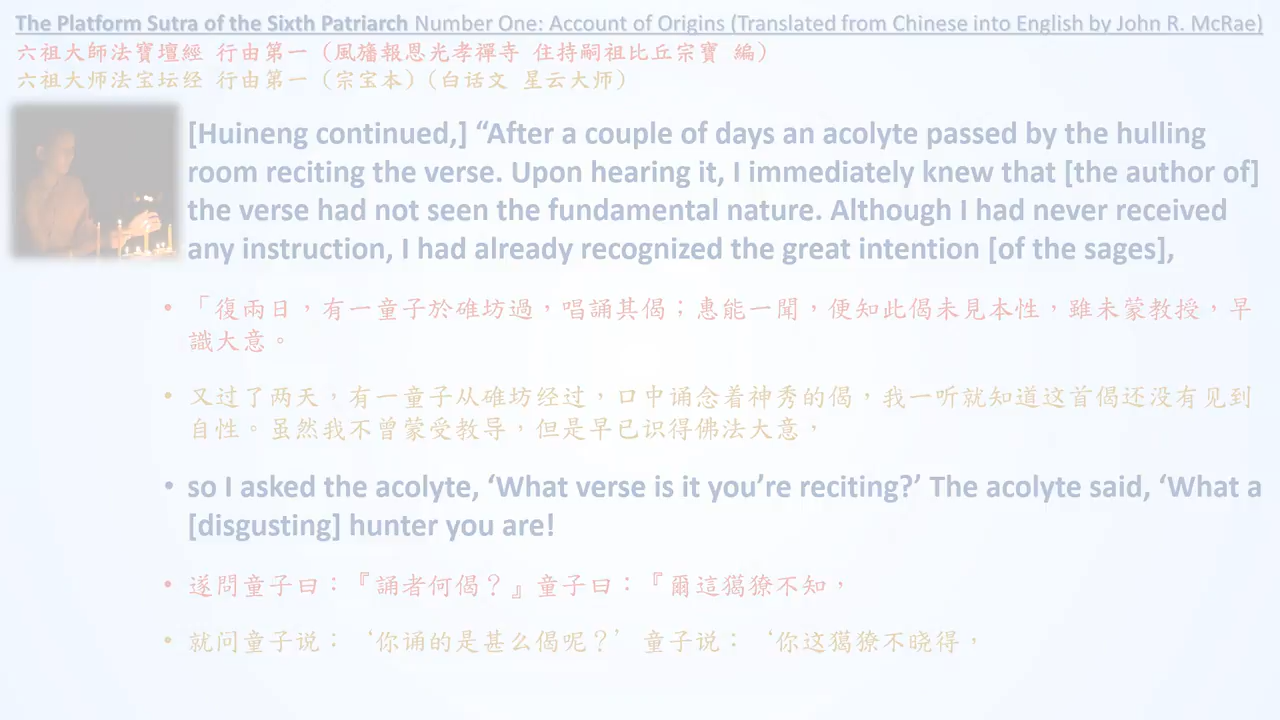 The Platform Sutra of the Sixth Patriarch Number One: Account of Origins (Translated from Chinese into English by John R. McRae)
六祖大師法寶壇經 行由第一 (風旛報恩光孝禪寺 住持嗣祖比丘宗寶 編)
六祖大师法宝坛经 行由第一 (宗宝本) (白话文 星云大师)
[Huineng continued,] “After a couple of days an acolyte passed by the hulling
room reciting the verse. Upon hearing it, I immediately knew that [the author of]
the verse had not seen the fundamental nature. Although I had never received
any instruction, I had already recognized the great intention [of the sages],
• 「復兩日，有一童子於碓坊過，唱誦其偈；惠能一聞，便知此偈未見本性，雖未蒙教授，早
識大意。
• 又过了两天，有一童子从碓坊经过，口中诵念着神秀的偈，我一听就知道这首偈还没有见到
自性。虽然我不曾蒙受教导，但是早已识得佛法大意，
• so I asked the acolyte, ‘What verse is it you’re reciting?’ The acolyte said, ‘What a
[disgusting] hunter you are!
• 遂問童子曰：『誦者何偈？』童子曰：『爾這獦獠不知，
• 就问童子说：‘你诵的是甚么偈呢？’ 童子说：‘你这獦獠不晓得，